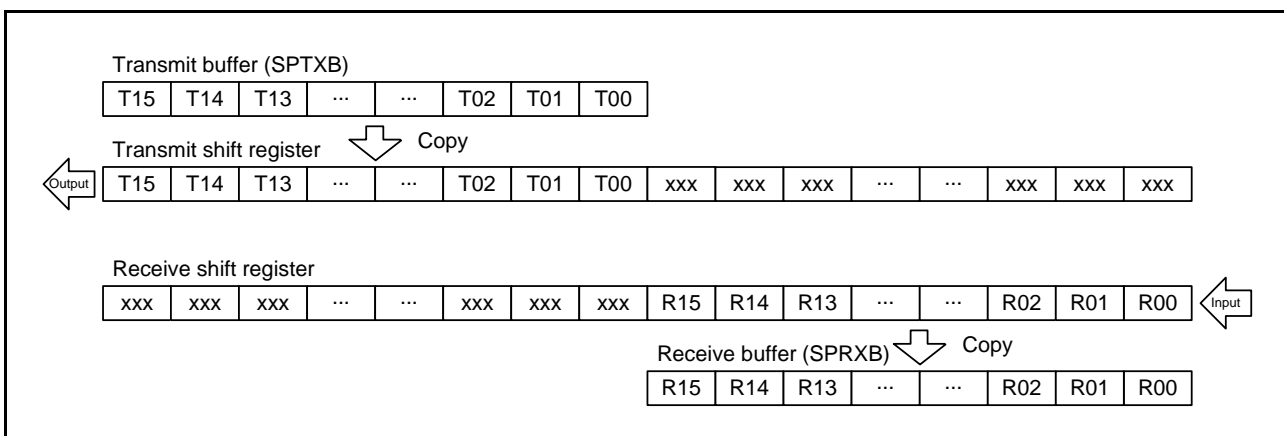 Transmit buffer (SPTXB)
T15 T14 T13 ... ... T02 T01 T00
Copy
Transmit shift register
Output T15 T14 T13 ... ... T02 T01 T00 xxx xxx xxx ... ... xxx xxx xxx
Receive shift register
xxx xxx xxx ... ... xxx xxx xxx R15 R14 R13 ... ... R02 R01 R00 Input
Receive buffer (SPRXB) Copy
R15 R14 R13 ... ... R02 R01 R00